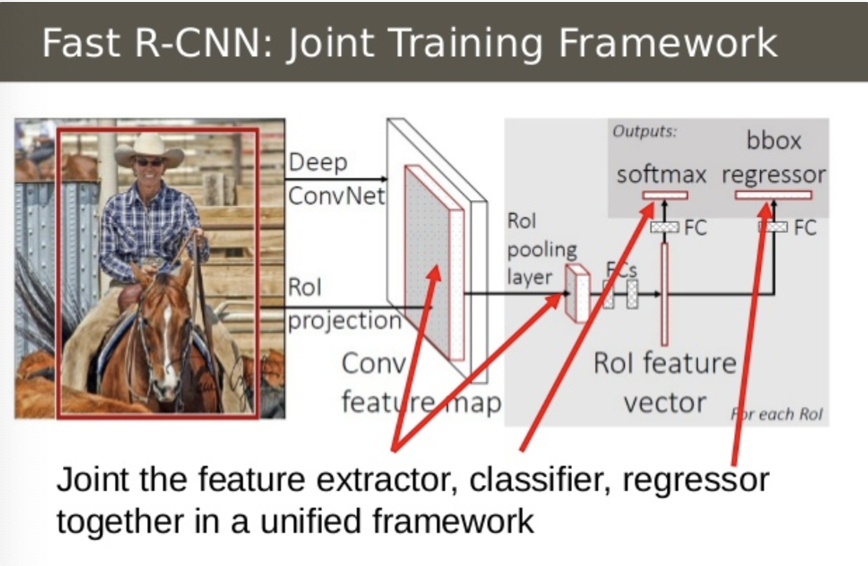 Fast R-CNN: Joint Training Framework
Deep
ConvNet
RoI
projection
Conv
feature map
RoI
pooling
layer
FCs
Outputs:
softmax
bbox
regressor
FC
FC
RoI feature
vector
For each RoI
Joint the feature extractor, classifier, regressor
together in a unified framework